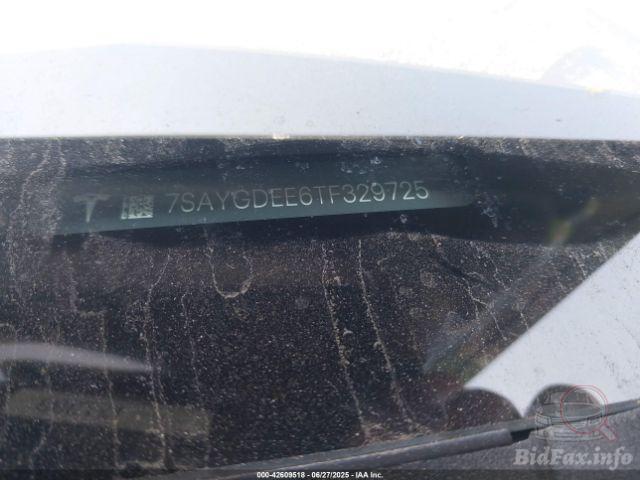 7SAYGDEE6TF329725
BidFax.info
000-42609518 - 06/27/2025 - IAA Inc.